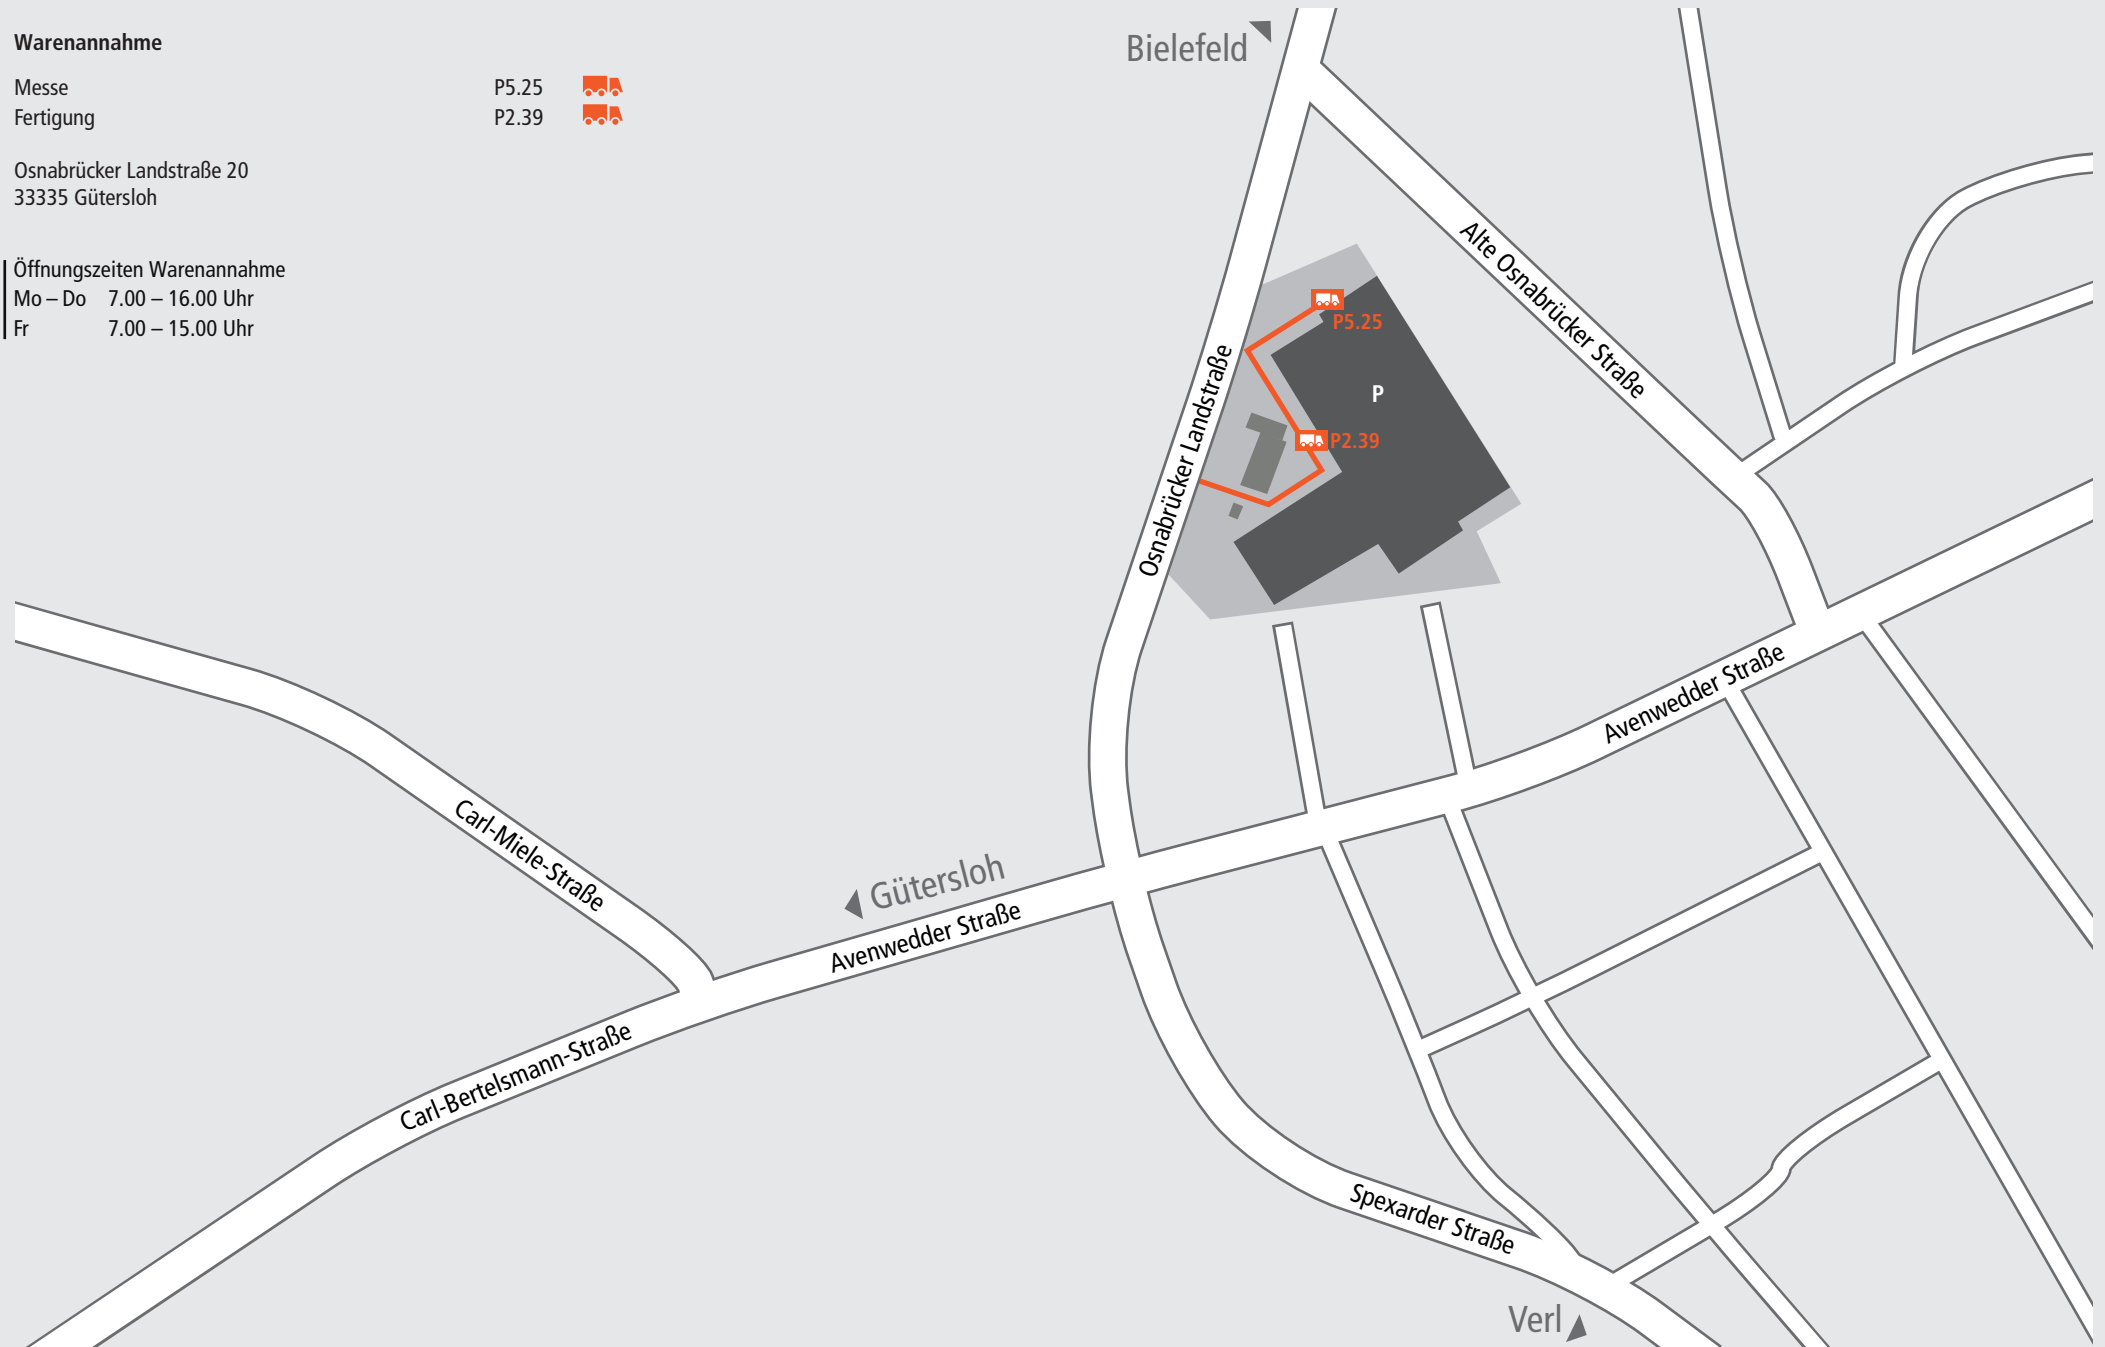 Warenannahme
Messe P5.25
Fertigung P2.39
Osnabrücker Landstraße 20
33335 Gütersloh
Öffnungszeiten Warenannahme
Mo – Do 7.00 – 16.00 Uhr
Fr 7.00 – 15.00 Uhr
Bielefeld
Alte Osnabrücker Straße
P5.25
P
P2.39
Osnabrücker Landstraße
Avenwedder Straße
Carl-Miele-Straße
Gütersloh
Avenwedder Straße
Carl-Bertelsmann-Straße
Spexarder Straße
Verl